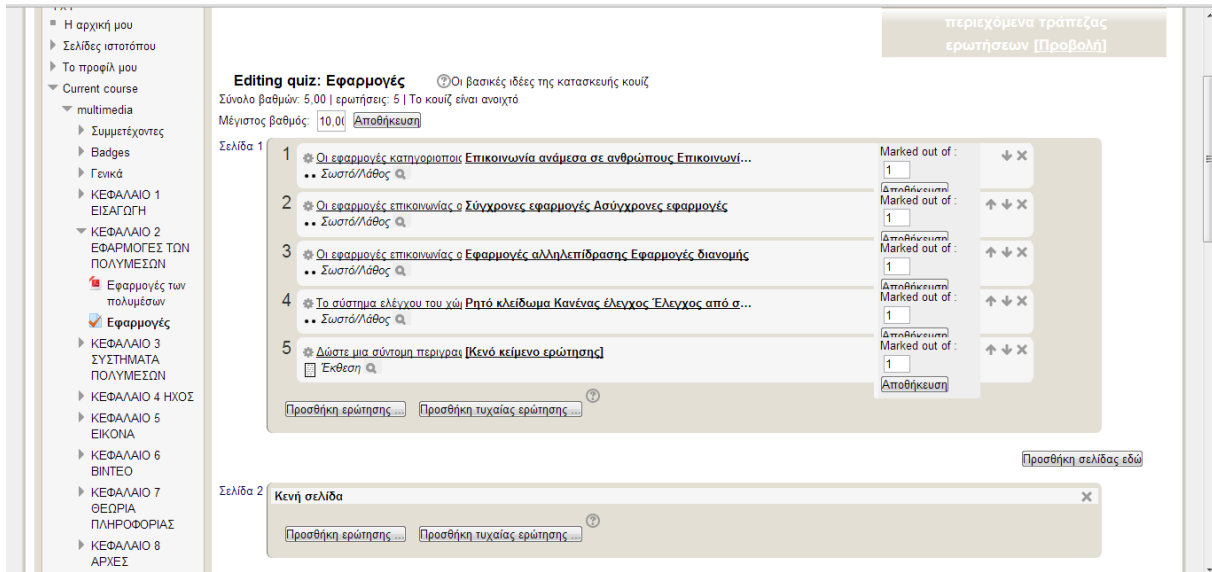 Η αρχική μου
Σελίδες ιστοτόπου
Το προφίλ μου
Current course
multimedia
Συμμετέχοντες
Badges
Γενικά
ΚΕΦΑΛΑΙΟ 1
ΕΙΣΑΓΩΓΗ
ΚΕΦΑΛΑΙΟ 2
ΕΦΑΡΜΟΓΕΣ ΤΩΝ
ΠΟΛΥΜΕΣΩΝ
Εφαρμογές των
πολυμέσων
Εφαρμογές
ΚΕΦΑΛΑΙΟ 3
ΣΥΣΤΗΜΑΤΑ
ΠΟΛΥΜΕΣΩΝ
ΚΕΦΑΛΑΙΟ 4 ΗΧΟΣ
ΚΕΦΑΛΑΙΟ 5
ΕΙΚΟΝΑ
ΚΕΦΑΛΑΙΟ 6
ΒΙΝΤΕΟ
ΚΕΦΑΛΑΙΟ 7
ΘΕΩΡΙΑ
ΠΛΗΡΟΦΟΡΙΑΣ
ΚΕΦΑΛΑΙΟ 8
ΑΡΧΕΣ
περιεχόμενα τράπεζας
ερωτήσεων [Προβολή]
Editing quiz: Εφαρμογές Οι βασικές ιδέες της κατασκευής κουίζ
Σύνολο βαθμών: 5,00 | ερωτήσεις: 5 | Το κουίζ είναι ανοιχτό
Μέγιστος βαθμός: 10,00 Αποθήκευση
Σελίδα 1
1 Οι εφαρμογές κατηγοριοποιο Επικοινωνία ανάμεσα σε ανθρώπους Επικοινωνί...
Σωστό/Λάθος
Marked out of :
1
Αποθήκευση
2 Οι εφαρμογές επικοινωνίας ο Σύγχρονες εφαρμογές Ασύγχρονες εφαρμογές
Σωστό/Λάθος
Marked out of :
1
Αποθήκευση
3 Οι εφαρμογές επικοινωνίας ο Εφαρμογές αλληλεπίδρασης Εφαρμογές διανομής
Σωστό/Λάθος
Marked out of :
1
Αποθήκευση
4 Το σύστημα ελέγχου του χώ Ρητό κλείδωμα Κανένας έλεγχος Έλεγχος από σ...
Σωστό/Λάθος
Marked out of :
1
Αποθήκευση
5 Δώστε μια σύντομη περιγρα [Κενό κείμενο ερώτησης]
Έκθεση
Marked out of :
1
Αποθήκευση
Προσθήκη ερώτησης ... Προσθήκη τυχαίας ερώτησης ...
Προσθήκη σελίδας εδώ
Σελίδα 2
Κενή σελίδα
Προσθήκη ερώτησης ... Προσθήκη τυχαίας ερώτησης ...